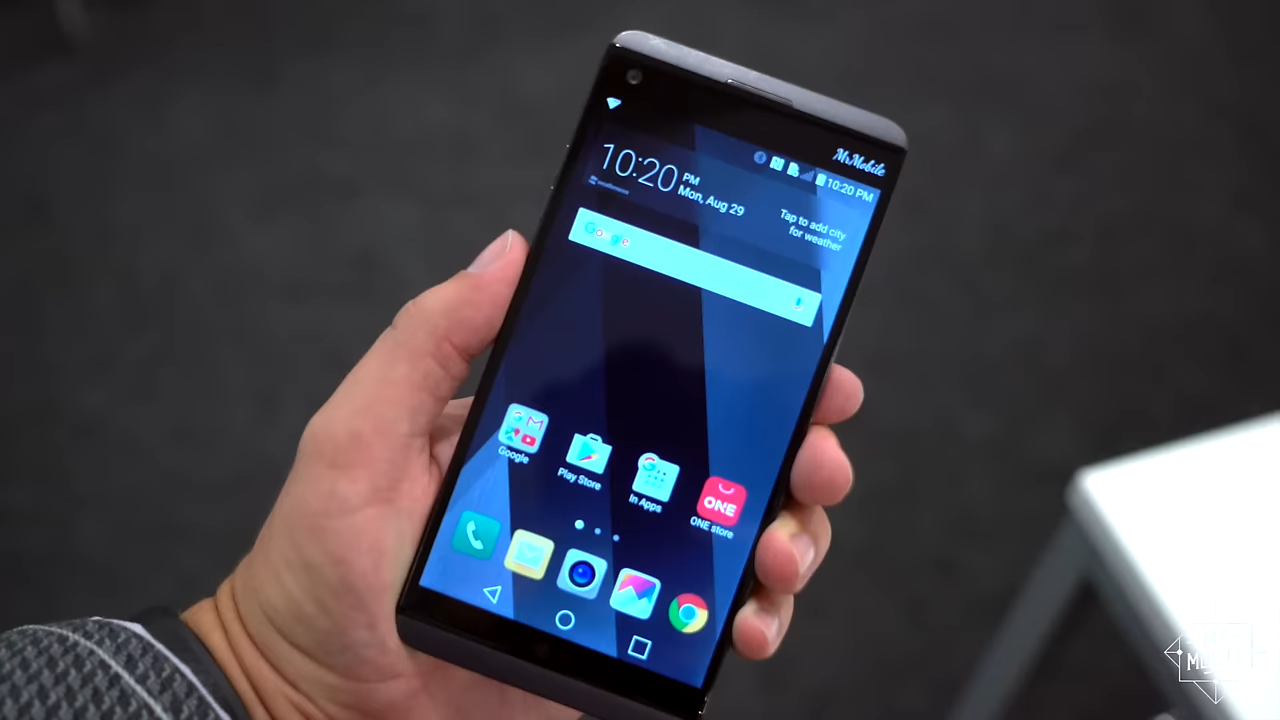 MrMobile
10:20 PM
10:20 PM
Mon, Aug 29
Tap to add city
for weather
Google
Google
Play Store
In Apps
ONE
ONE store